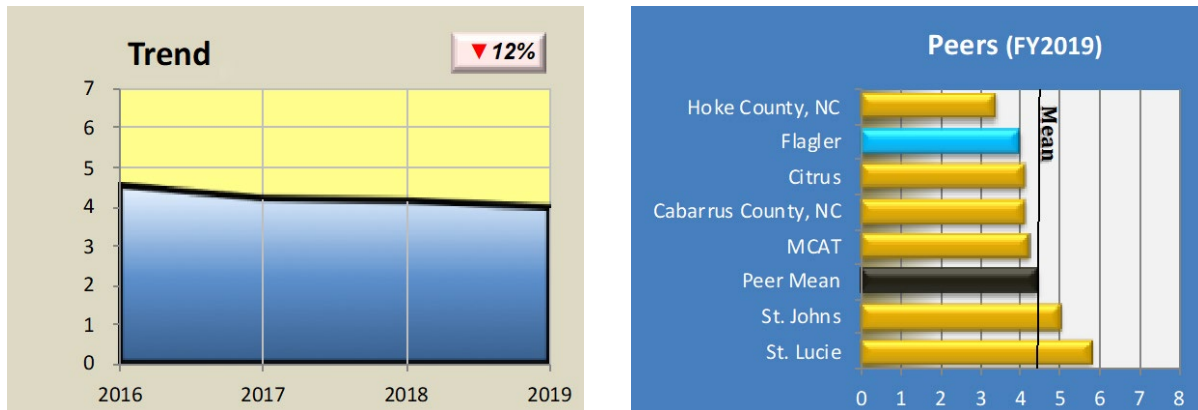 Trend
▼12%
7
6
5
4
3
2
1
0
2016 2017 2018 2019
Peers (FY2019)
Hoke County, NC
Flagler
Citrus
Cabarrus County, NC
MCAT
Peer Mean
St. Johns
St. Lucie
Mean
0 1 2 3 4 5 6 7 8